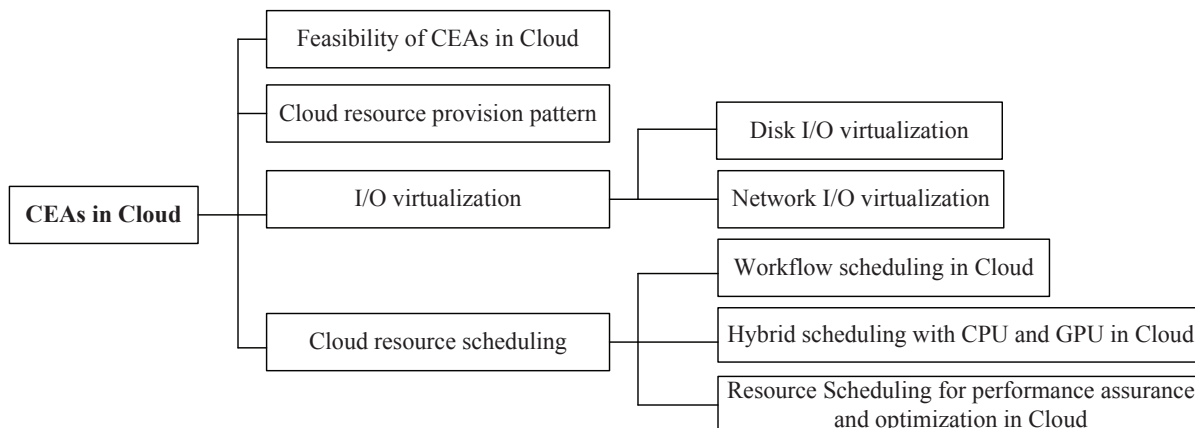 Feasibility of CEAs in Cloud
Cloud resource provision pattern
Disk I/O virtualization
I/O virtualization
Network I/O virtualization
CEAs in Cloud
Workflow scheduling in Cloud
Cloud resource scheduling
Hybrid scheduling with CPU and GPU in Cloud
Resource Scheduling for performance assurance
and optimization in Cloud